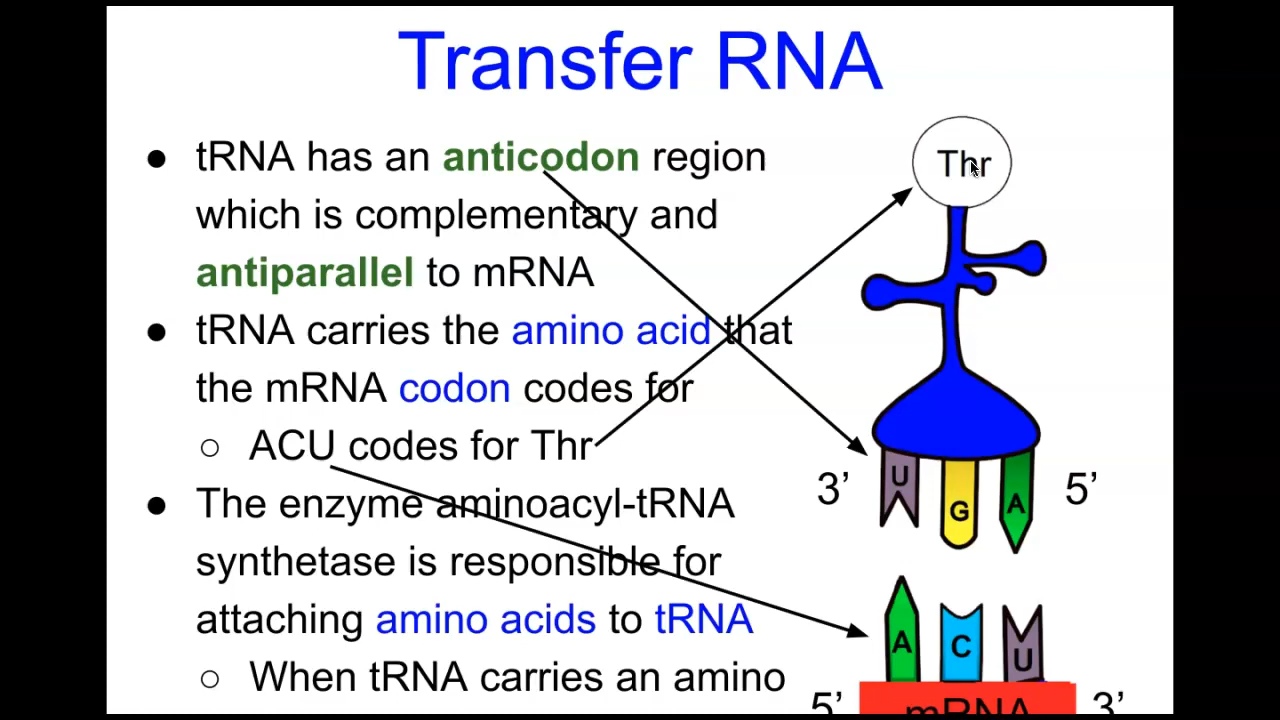 Transfer RNA
● tRNA has an anticodon region
which is complementary and
antiparallel to mRNA
● tRNA carries the amino acid that
the mRNA codon codes for
○ ACU codes for Thr
● The enzyme aminoacyl-tRNA
synthetase is responsible for
attaching amino acids to tRNA
○ When tRNA carries an amino
Thr
3’ U G A 5’
A C U
5’ mRNA 3’